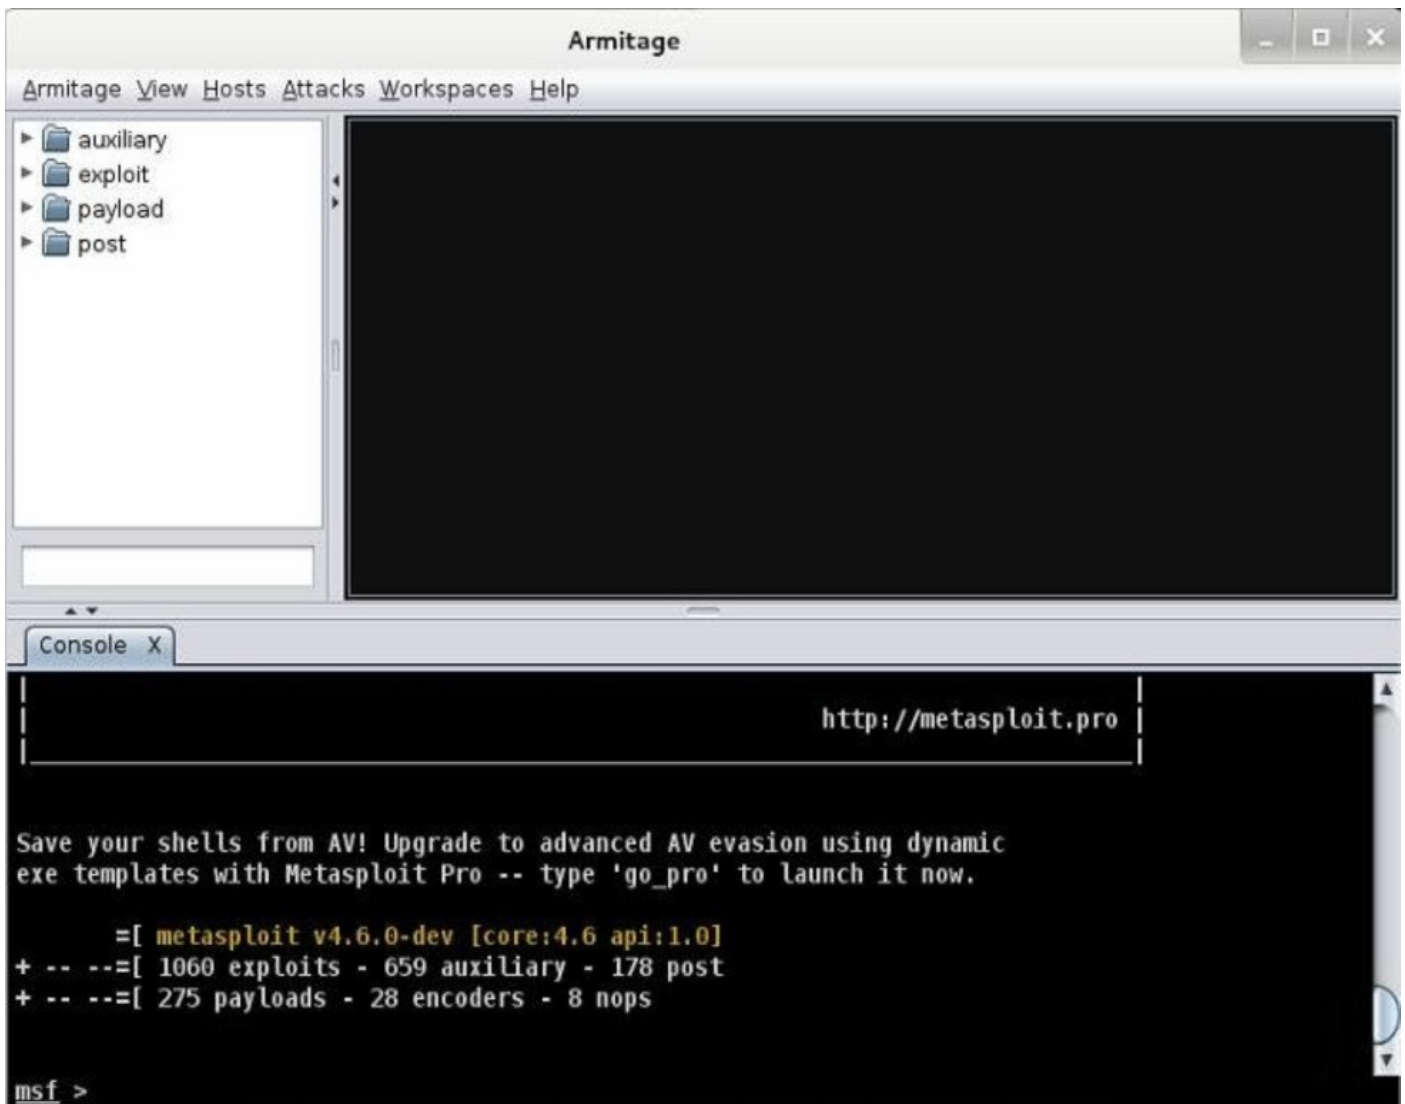 Armitage
Armitage View Hosts Attacks Workspaces Help
auxiliary
exploit
payload
post
Console X
http://metasploit.pro
Save your shells from AV! Upgrade to advanced AV evasion using dynamic
exe templates with Metasploit Pro -- type 'go_pro' to launch it now.
=[ metasploit v4.6.0-dev [core:4.6 api:1.0]
+ -- --=[ 1060 exploits - 659 auxiliary - 178 post
+ -- --=[ 275 payloads - 28 encoders - 8 nops
msf >